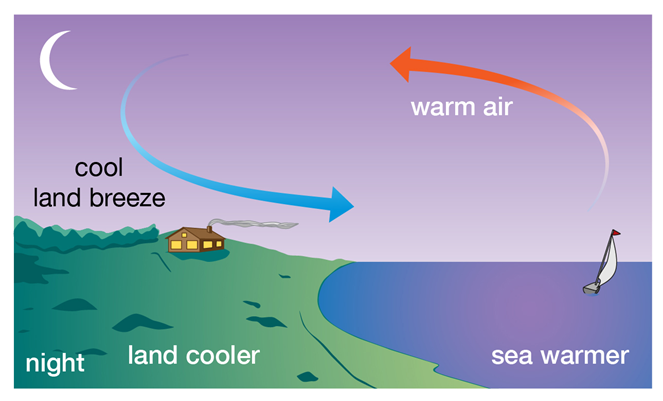 warm air
cool
land breeze
night
land cooler
sea warmer